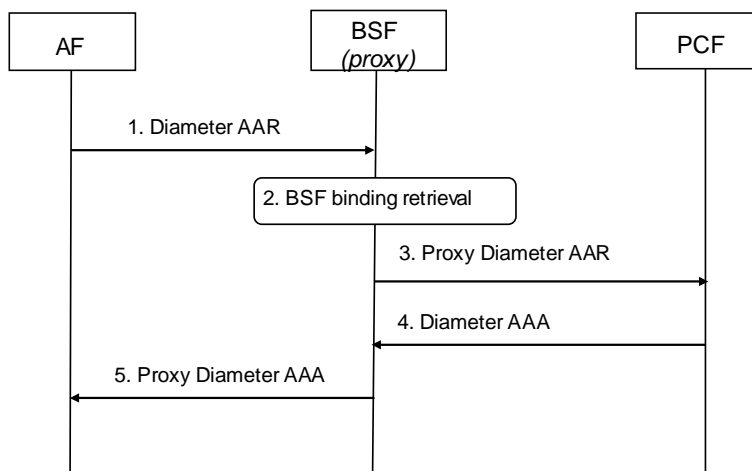 AF
BSF
(proxy)
PCF
1. Diameter AAR
2. BSF binding retrieval
3. Proxy Diameter AAR
4. Diameter AAA
5. Proxy Diameter AAA